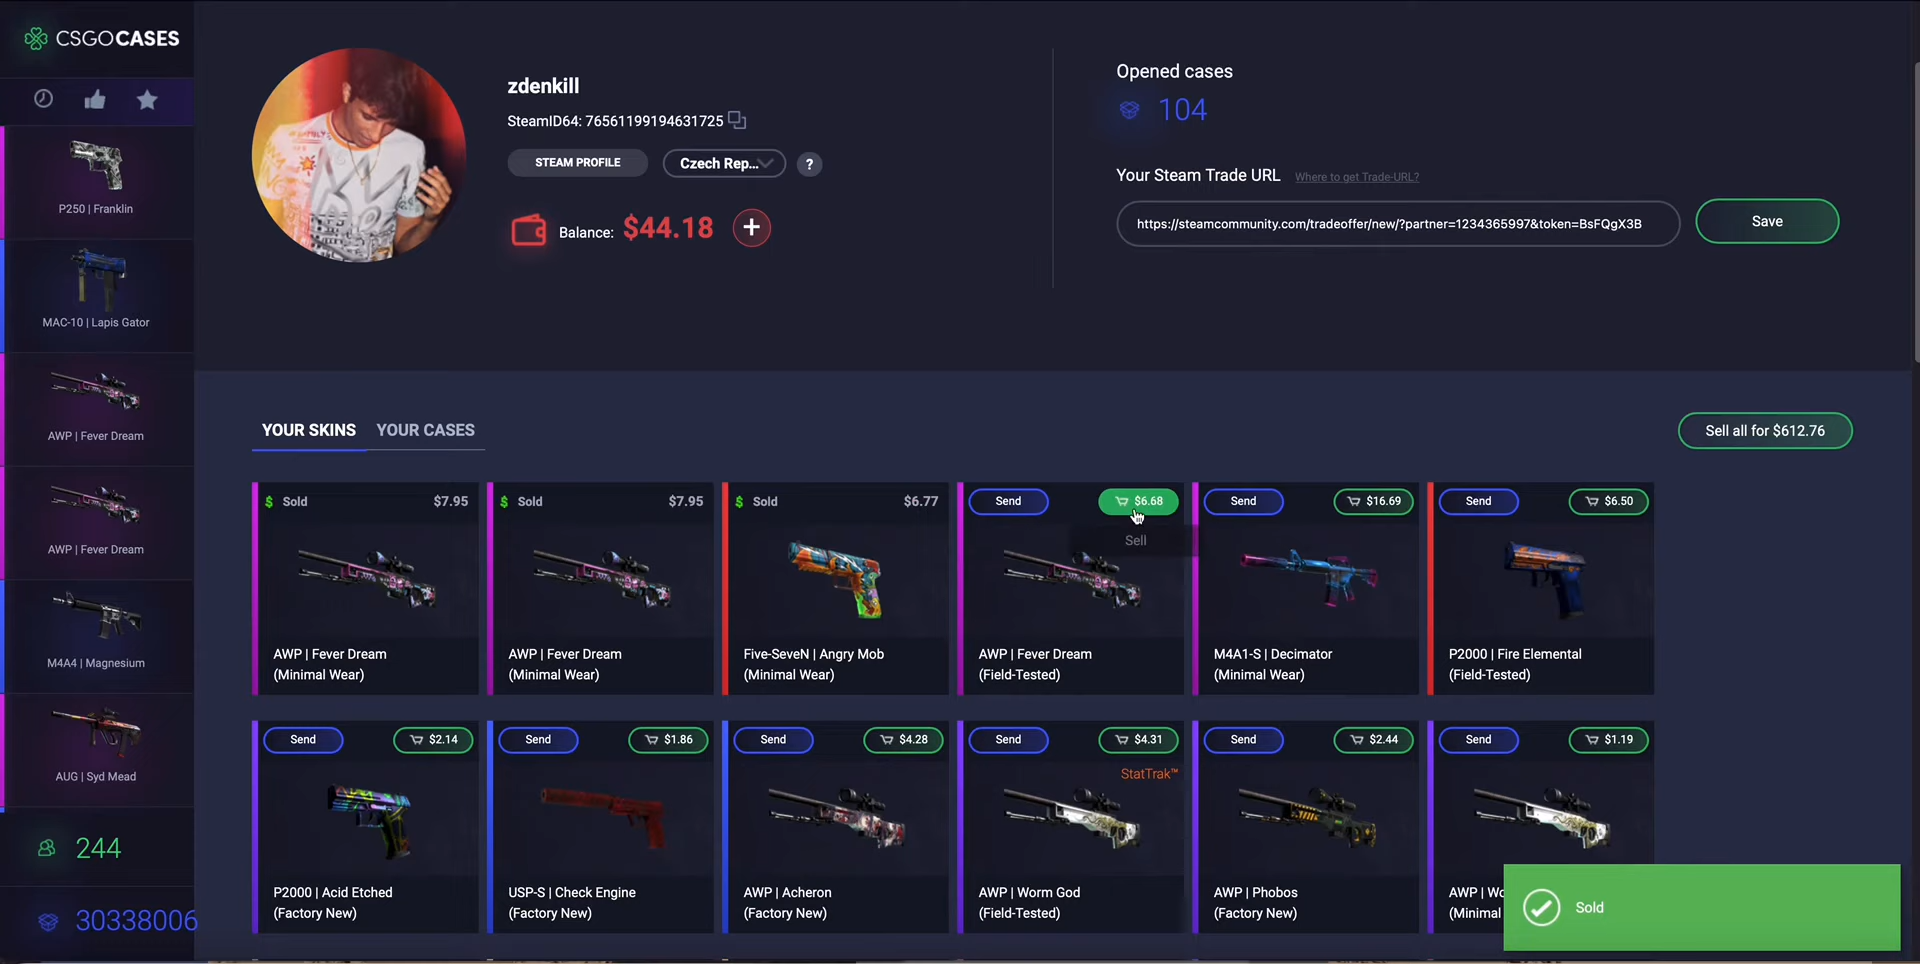 CSGOCASES
P250 | Franklin
MAC-10 | Lapis Gator
AWP | Fever Dream
AWP | Fever Dream
M4A4 | Magnesium
AUG | Syd Mead
244
30338006
zdenkill
SteamID64: 76561199194631725
STEAM PROFILE
Czech Rep...
?
Balance: $44.18 +
Opened cases
104
Your Steam Trade URL Where to get Trade-URL?
https://steamcommunity.com/tradeoffer/new/?partner=1234365997&token=BsFQgX3B
Save
YOUR SKINS YOUR CASES
Sell all for $612.76
$ Sold $7.95
AWP | Fever Dream
(Minimal Wear)
$ Sold $7.95
AWP | Fever Dream
(Minimal Wear)
$ Sold $6.77
Five-SeveN | Angry Mob
(Minimal Wear)
Send $6.68
Sell
AWP | Fever Dream
(Field-Tested)
Send $16.69
M4A1-S | Decimator
(Minimal Wear)
Send $6.50
P2000 | Fire Elemental
(Field-Tested)
Send $2.14
P2000 | Acid Etched
(Factory New)
Send $1.86
USP-S | Check Engine
(Factory New)
Send $4.28
AWP | Acheron
(Factory New)
Send $4.31
StatTrak™
AWP | Worm God
(Field-Tested)
Send $2.44
AWP | Phobos
(Factory New)
Send $1.19
AWP | Wo
(Minimal
Sold